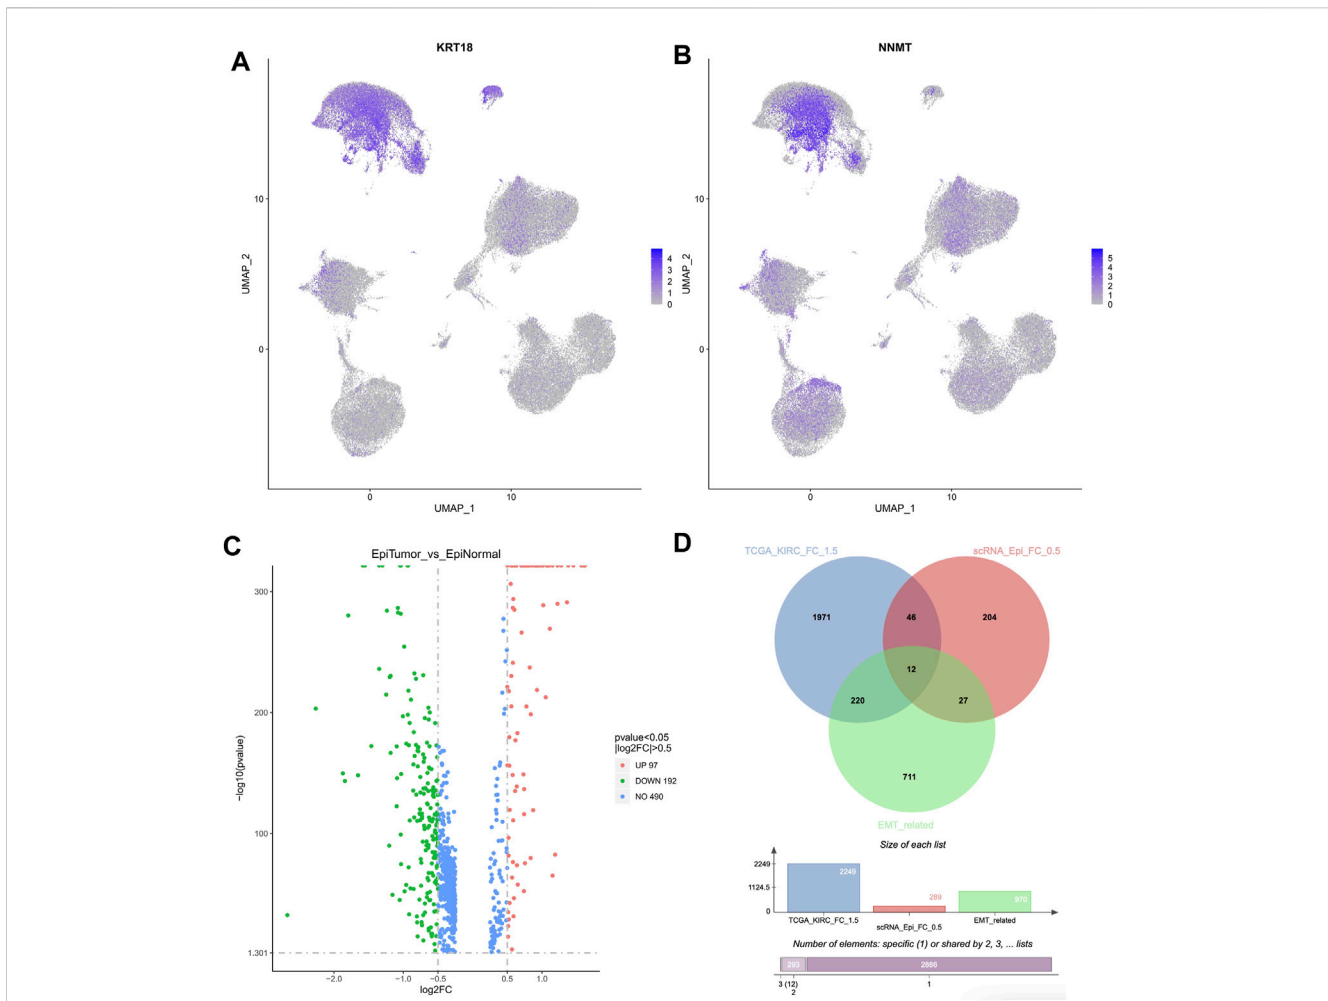 A
KRT18
B
NNMT
10
0
UMAP_2
4
3
2
1
0
0
10
UMAP_1
10
0
UMAP_2
5
4
3
2
1
0
0
10
UMAP_1
C
EpiTumor_vs_EpiNormal
300
200
100
1.301
−log10(pvalue)
−2.0
−1.0
−0.5
0.5
1.0
log2FC
pvalue<0.05
|log2FC|>0.5
UP 97
DOWN 192
NO 490
D
TCGA_KIRC_FC_1.5
scRNA_Epi_FC_0.5
1971
46
204
12
220
27
711
EMT_related
Size of each list
2249
1124.5
0
2249
289
970
TCGA_KIRC_FC_1.5
scRNA_Epi_FC_0.5
EMT_related
Number of elements: specific (1) or shared by 2, 3, ... lists
293
2886
3 (12)
2
1